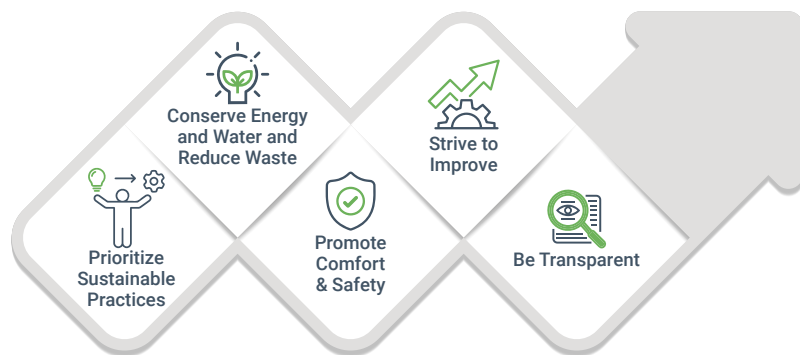 Prioritize
Sustainable
Practices
Conserve Energy
and Water and
Reduce Waste
Promote
Comfort
& Safety
Strive to
Improve
Be Transparent